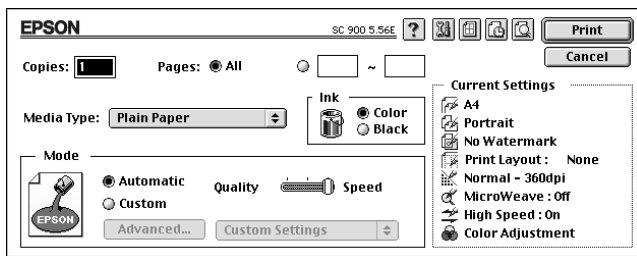 EPSON SC 900 5.56E ? Print
Cancel
Copies: 1 Pages: All ~
Media Type: Plain Paper
Ink
Color
Black
Mode
EPSON
Automatic
Custom
Quality Speed
Advanced... Custom Settings
Current Settings
A4
Portrait
No Watermark
Print Layout : None
Normal - 360dpi
MicroWeave : Off
High Speed : On
Color Adjustment